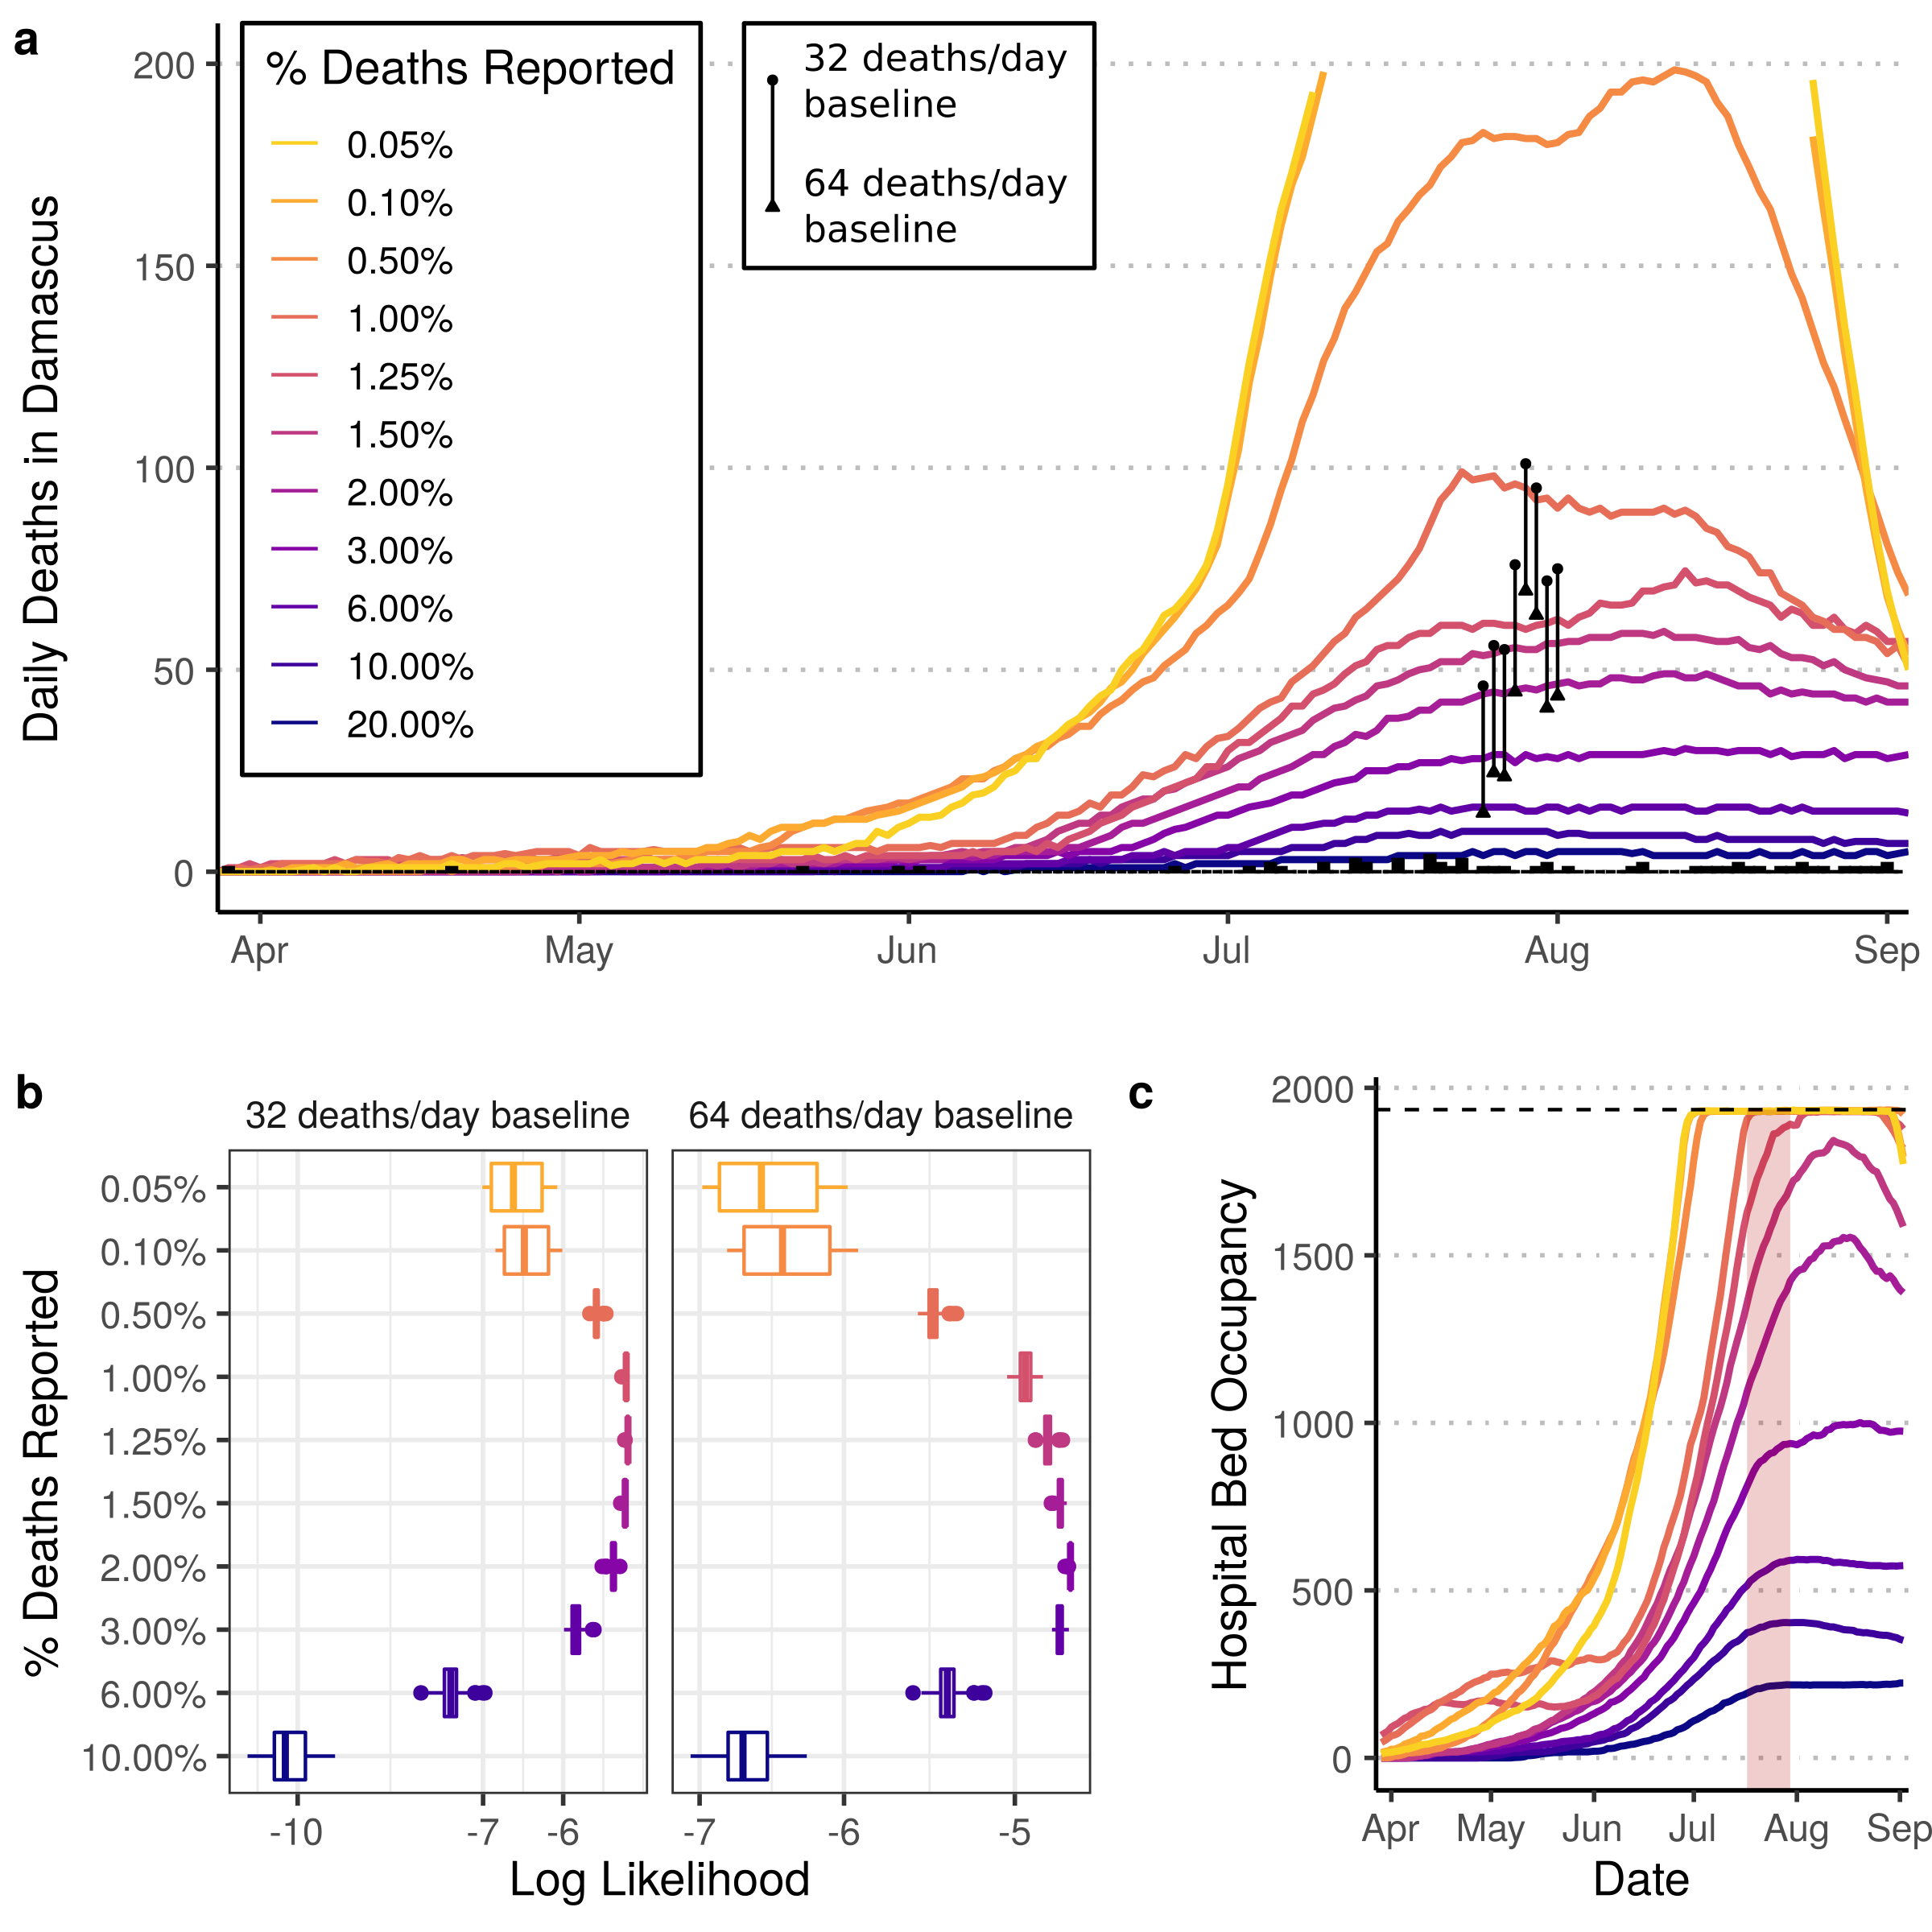 a
% Deaths Reported
0.05%
0.10%
0.50%
1.00%
1.25%
1.50%
2.00%
3.00%
6.00%
10.00%
20.00%
32 deaths/day
baseline
64 deaths/day
baseline
Daily Deaths in Damascus
200
150
100
50
0
Apr May Jun Jul Aug Sep
b
32 deaths/day baseline 64 deaths/day baseline
% Deaths Reported
0.05%
0.10%
0.50%
1.00%
1.25%
1.50%
2.00%
3.00%
6.00%
10.00%
-10 -7 -6 -7 -6 -5
Log Likelihood
c
Hospital Bed Occupancy
2000
1500
1000
500
0
Apr May Jun Jul Aug Sep
Date